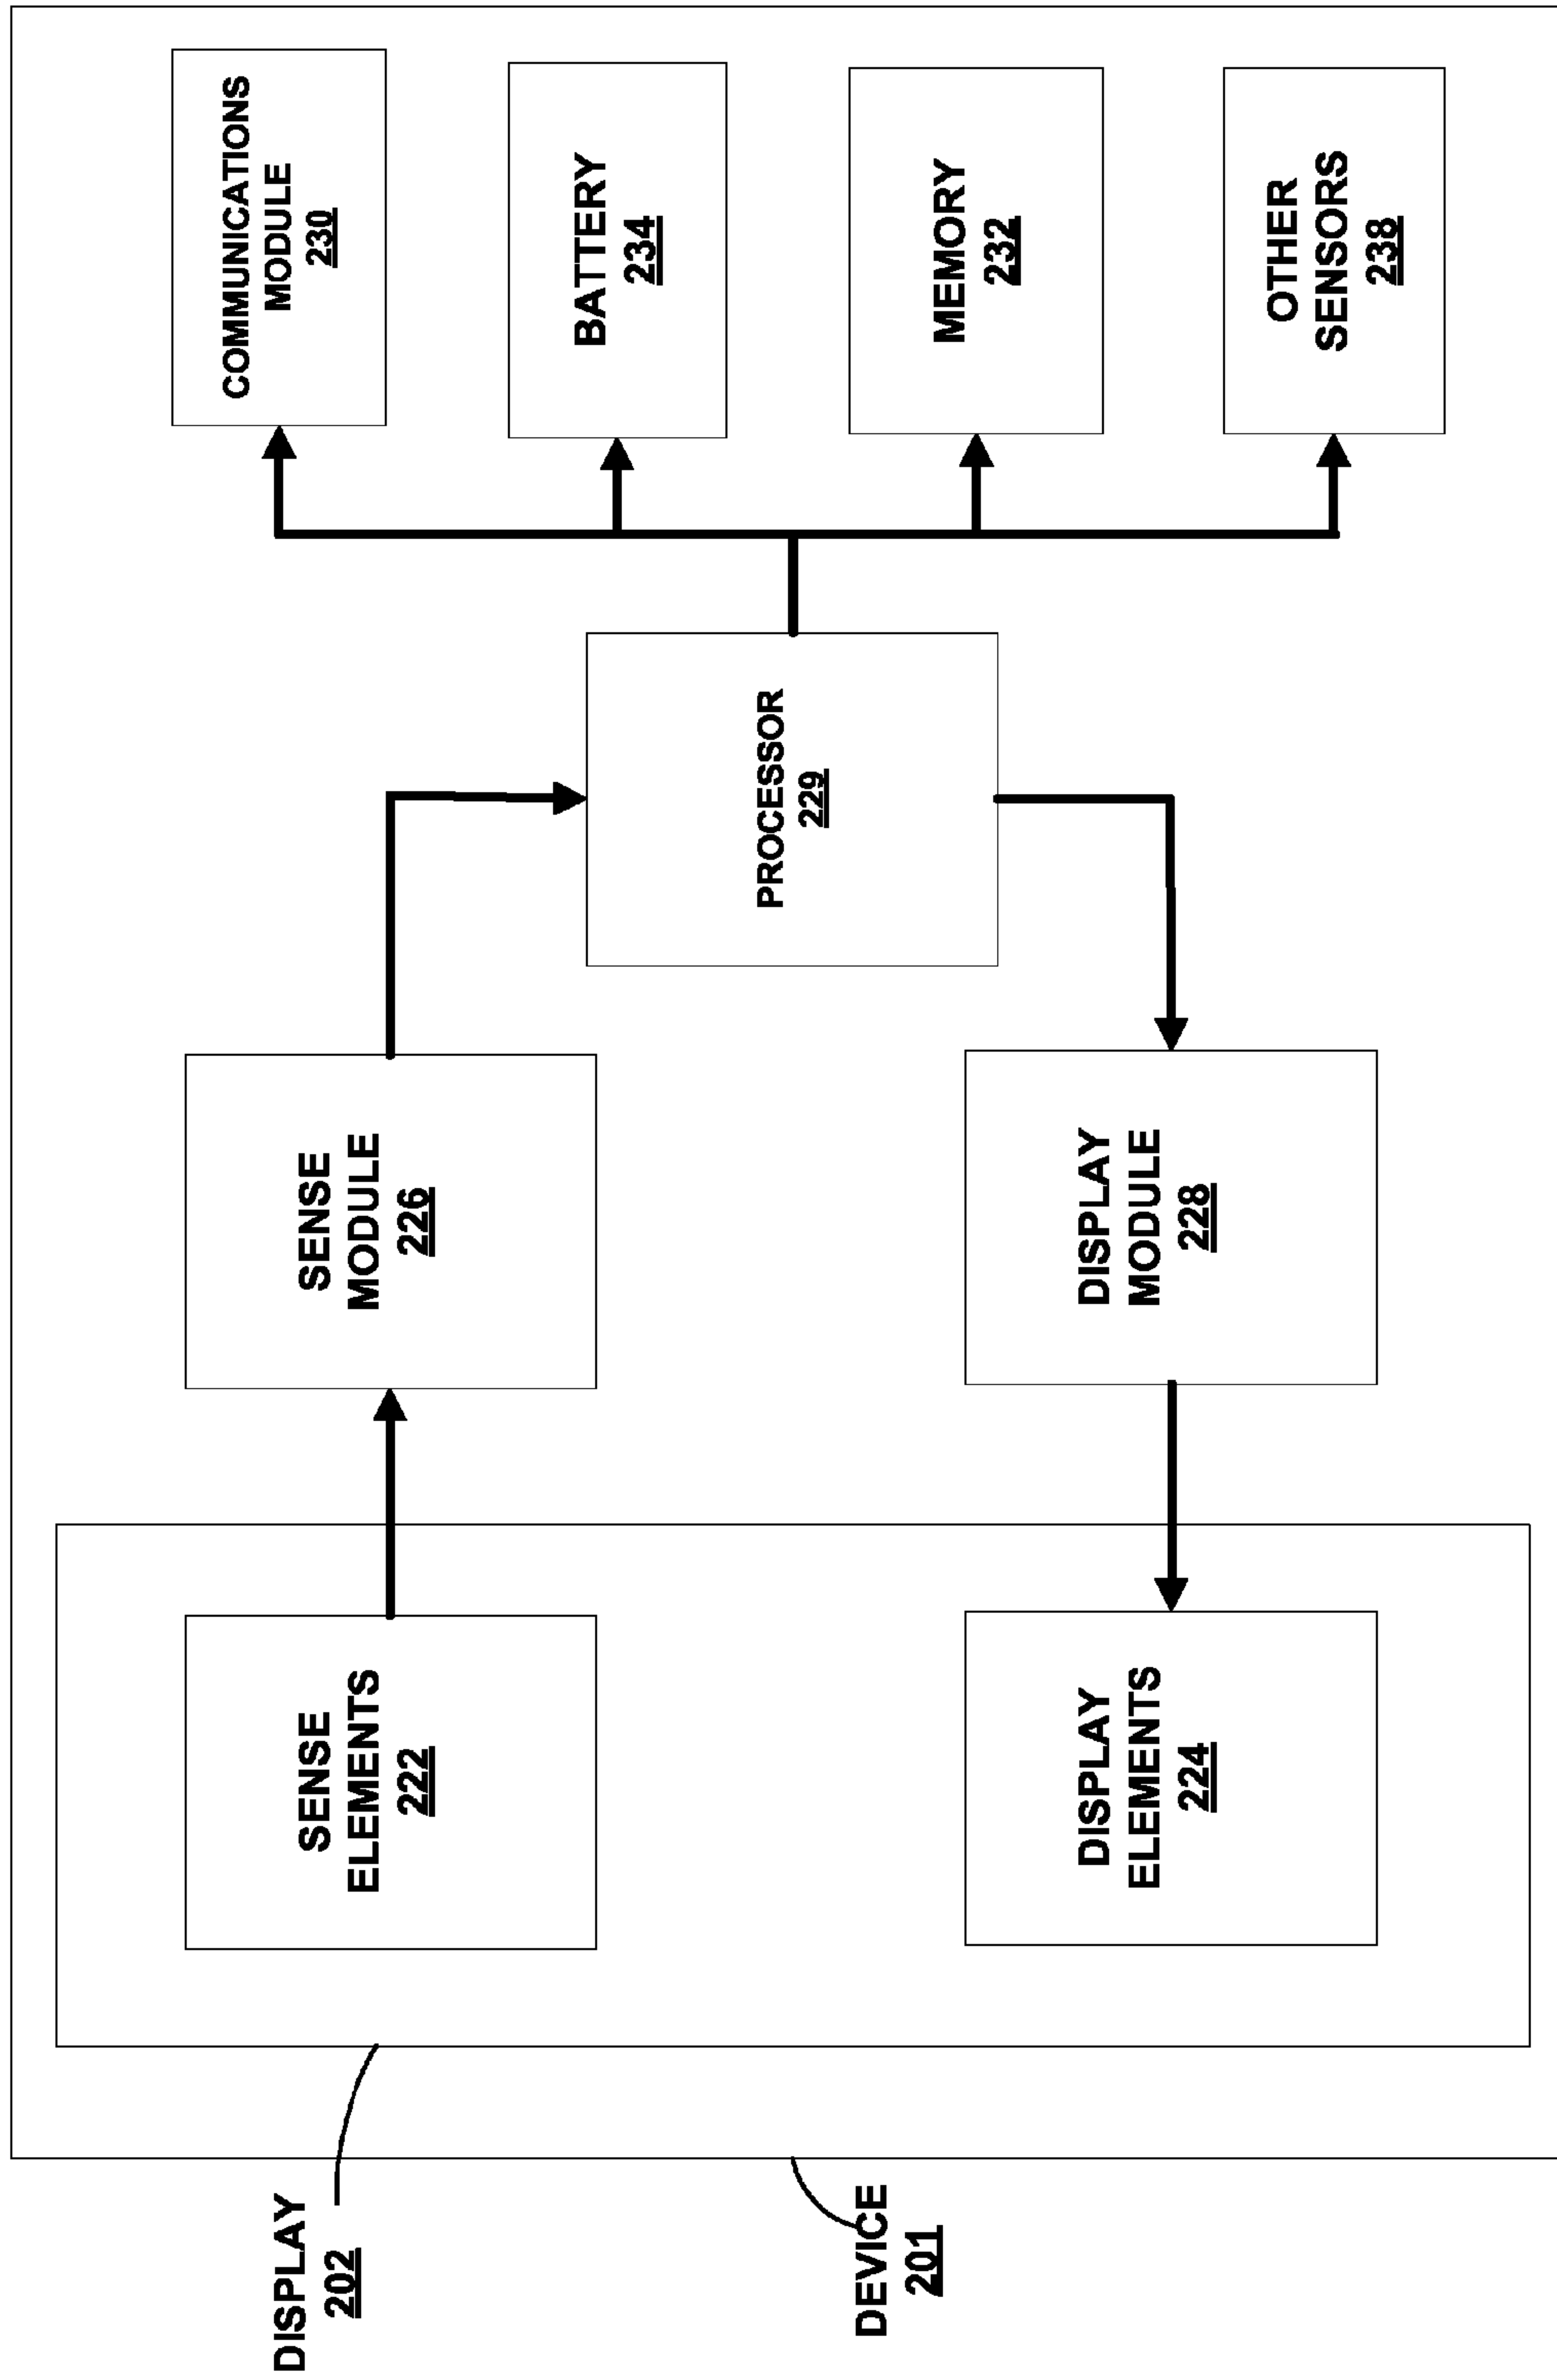 DISPLAY
202
DEVICE
201
SENSE
ELEMENTS
222
SENSE
MODULE
226
DISPLAY
ELEMENTS
224
DISPLAY
MODULE
228
PROCESSOR
229
COMMUNICATIONS
MODULE
230
BATTERY
234
MEMORY
232
OTHER
SENSORS
238